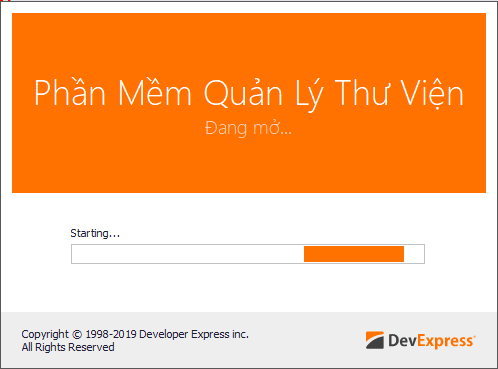 Phần Mềm Quản Lý Thư Viện
Đang mở...
Starting...
Copyright © 1998-2019 Developer Express inc.
All Rights Reserved
DevExpress